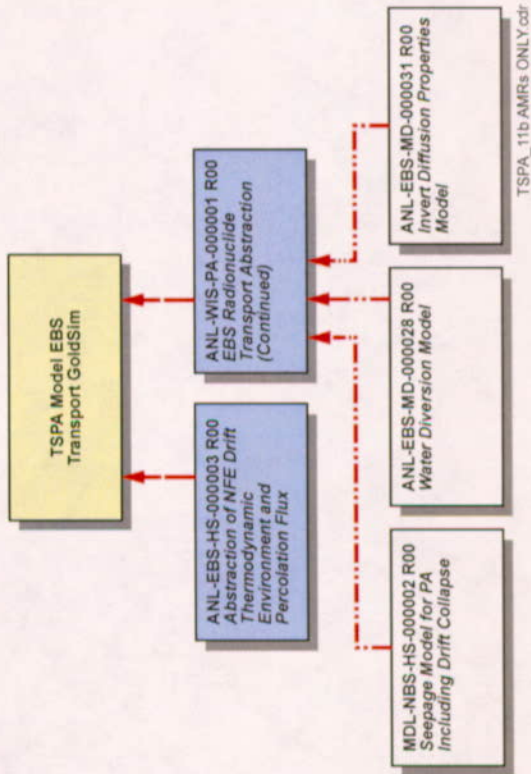 TSPA Model EBS
Transport GoldSim
ANL-EBS-HS-000003 R00
Abstraction of NFE Drift
Thermodynamic
Environment and
Percolation Flux
ANL-WIS-PA-000001 R00
EBS Radionuclide
Transport Abstraction
(Continued)
MDL-NBS-HS-000002 R00
Seepage Model for PA
Including Drift Collapse
ANL-EBS-MD-000028 R00
Water Diversion Model
ANL-EBS-MD-000031 R00
Invert Diffusion Properties
Model
TSPA_11b AMRs ONLY.cdr